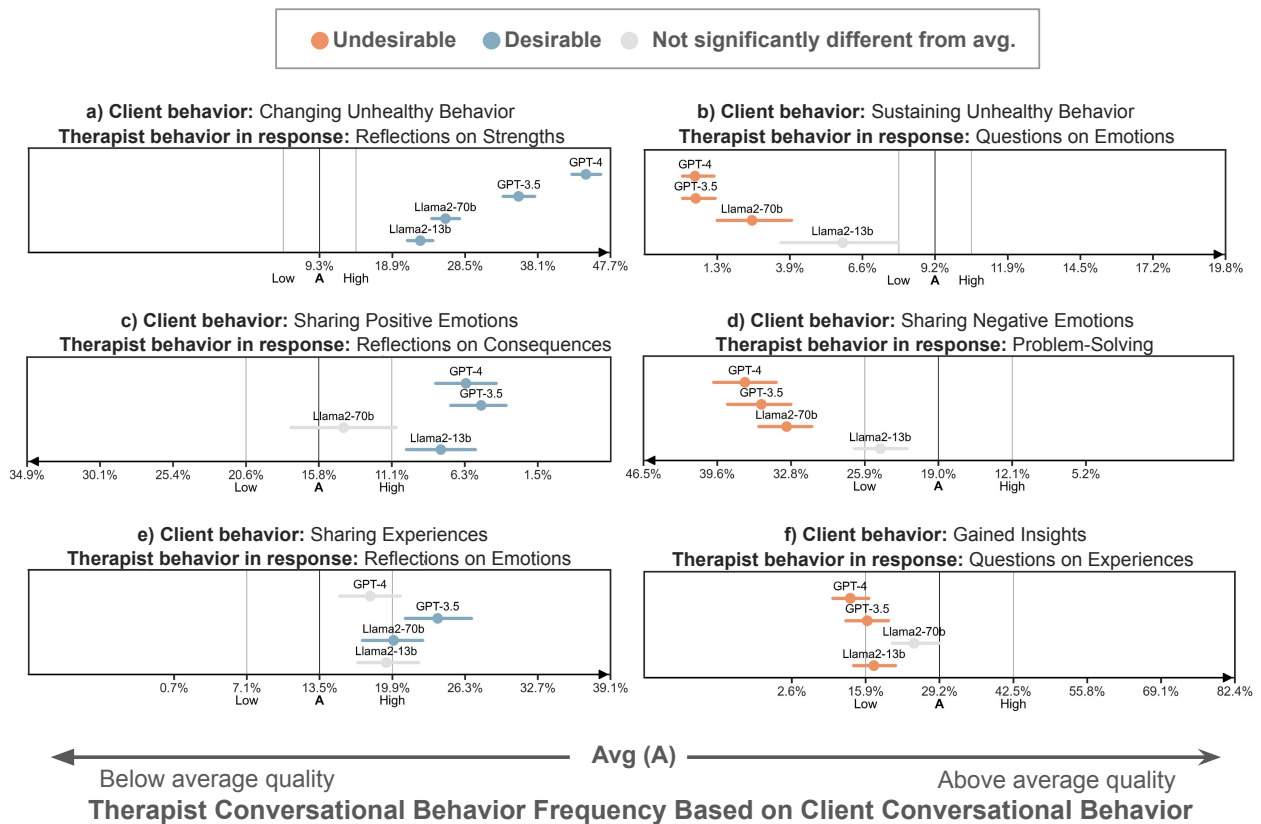 Undesirable Desirable Not significantly different from avg.
a) Client behavior: Changing Unhealthy Behavior
Therapist behavior in response: Reflections on Strengths
GPT-4
GPT-3.5
Llama2-70b
Llama2-13b
9.3% 18.9% 28.5% 38.1% 47.7%
Low A High
b) Client behavior: Sustaining Unhealthy Behavior
Therapist behavior in response: Questions on Emotions
GPT-4
GPT-3.5
Llama2-70b
Llama2-13b
1.3% 3.9% 6.6% 9.2% 11.9% 14.5% 17.2% 19.8%
Low A High
c) Client behavior: Sharing Positive Emotions
Therapist behavior in response: Reflections on Consequences
GPT-4
GPT-3.5
Llama2-70b
Llama2-13b
34.9% 30.1% 25.4% 20.6% 15.8% 11.1% 6.3% 1.5%
Low A High
d) Client behavior: Sharing Negative Emotions
Therapist behavior in response: Problem-Solving
GPT-4
GPT-3.5
Llama2-70b
Llama2-13b
46.5% 39.6% 32.8% 25.9% 19.0% 12.1% 5.2%
Low A High
e) Client behavior: Sharing Experiences
Therapist behavior in response: Reflections on Emotions
GPT-4
GPT-3.5
Llama2-70b
Llama2-13b
0.7% 7.1% 13.5% 19.9% 26.3% 32.7% 39.1%
Low A High
f) Client behavior: Gained Insights
Therapist behavior in response: Questions on Experiences
GPT-4
GPT-3.5
Llama2-70b
Llama2-13b
2.6% 15.9% 29.2% 42.5% 55.8% 69.1% 82.4%
Low A High
Avg (A)
Below average quality Above average quality
Therapist Conversational Behavior Frequency Based on Client Conversational Behavior